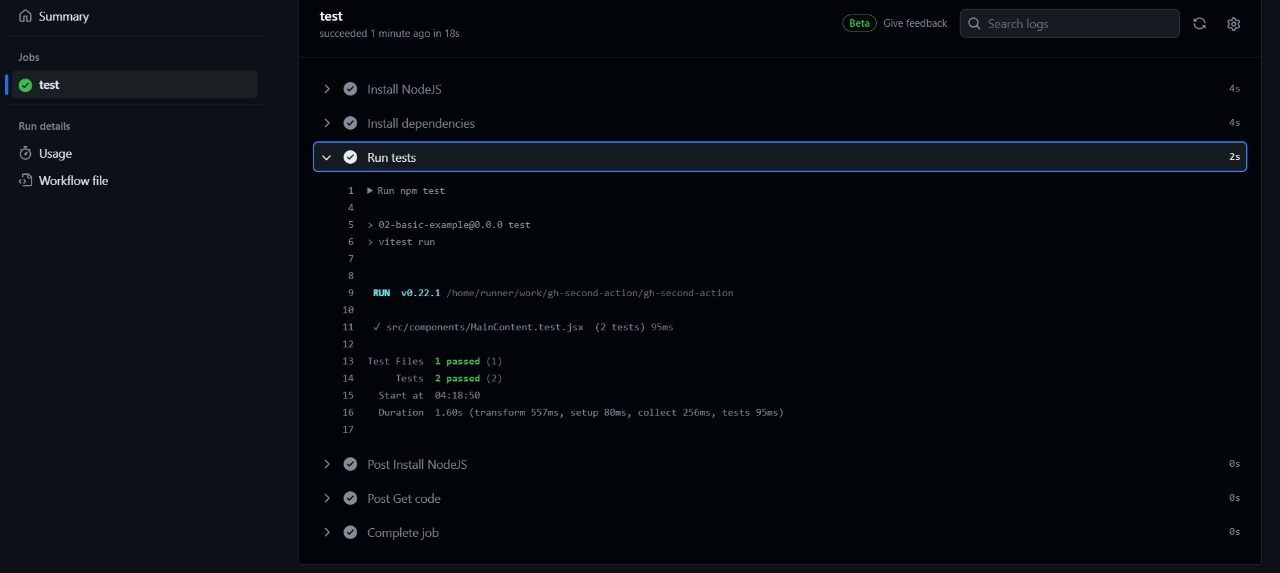 Summary
Jobs
test
Run details
Usage
Workflow file
test
succeeded 1 minute ago in 18s
Beta Give feedback
Search logs
Install NodeJS 4s
Install dependencies 4s
Run tests 2s
1 ▶ Run npm test
4
5 > 02-basic-example@0.0.0 test
6 > vitest run
7
8
9 RUN v0.22.1 /home/runner/work/gh-second-action/gh-second-action
10
11 ✓ src/components/MainContent.test.jsx (2 tests) 95ms
12
13 Test Files 1 passed (1)
14 Tests 2 passed (2)
15 Start at 04:18:50
16 Duration 1.60s (transform 557ms, setup 80ms, collect 256ms, tests 95ms)
17
Post Install NodeJS 0s
Post Get code 0s
Complete job 0s